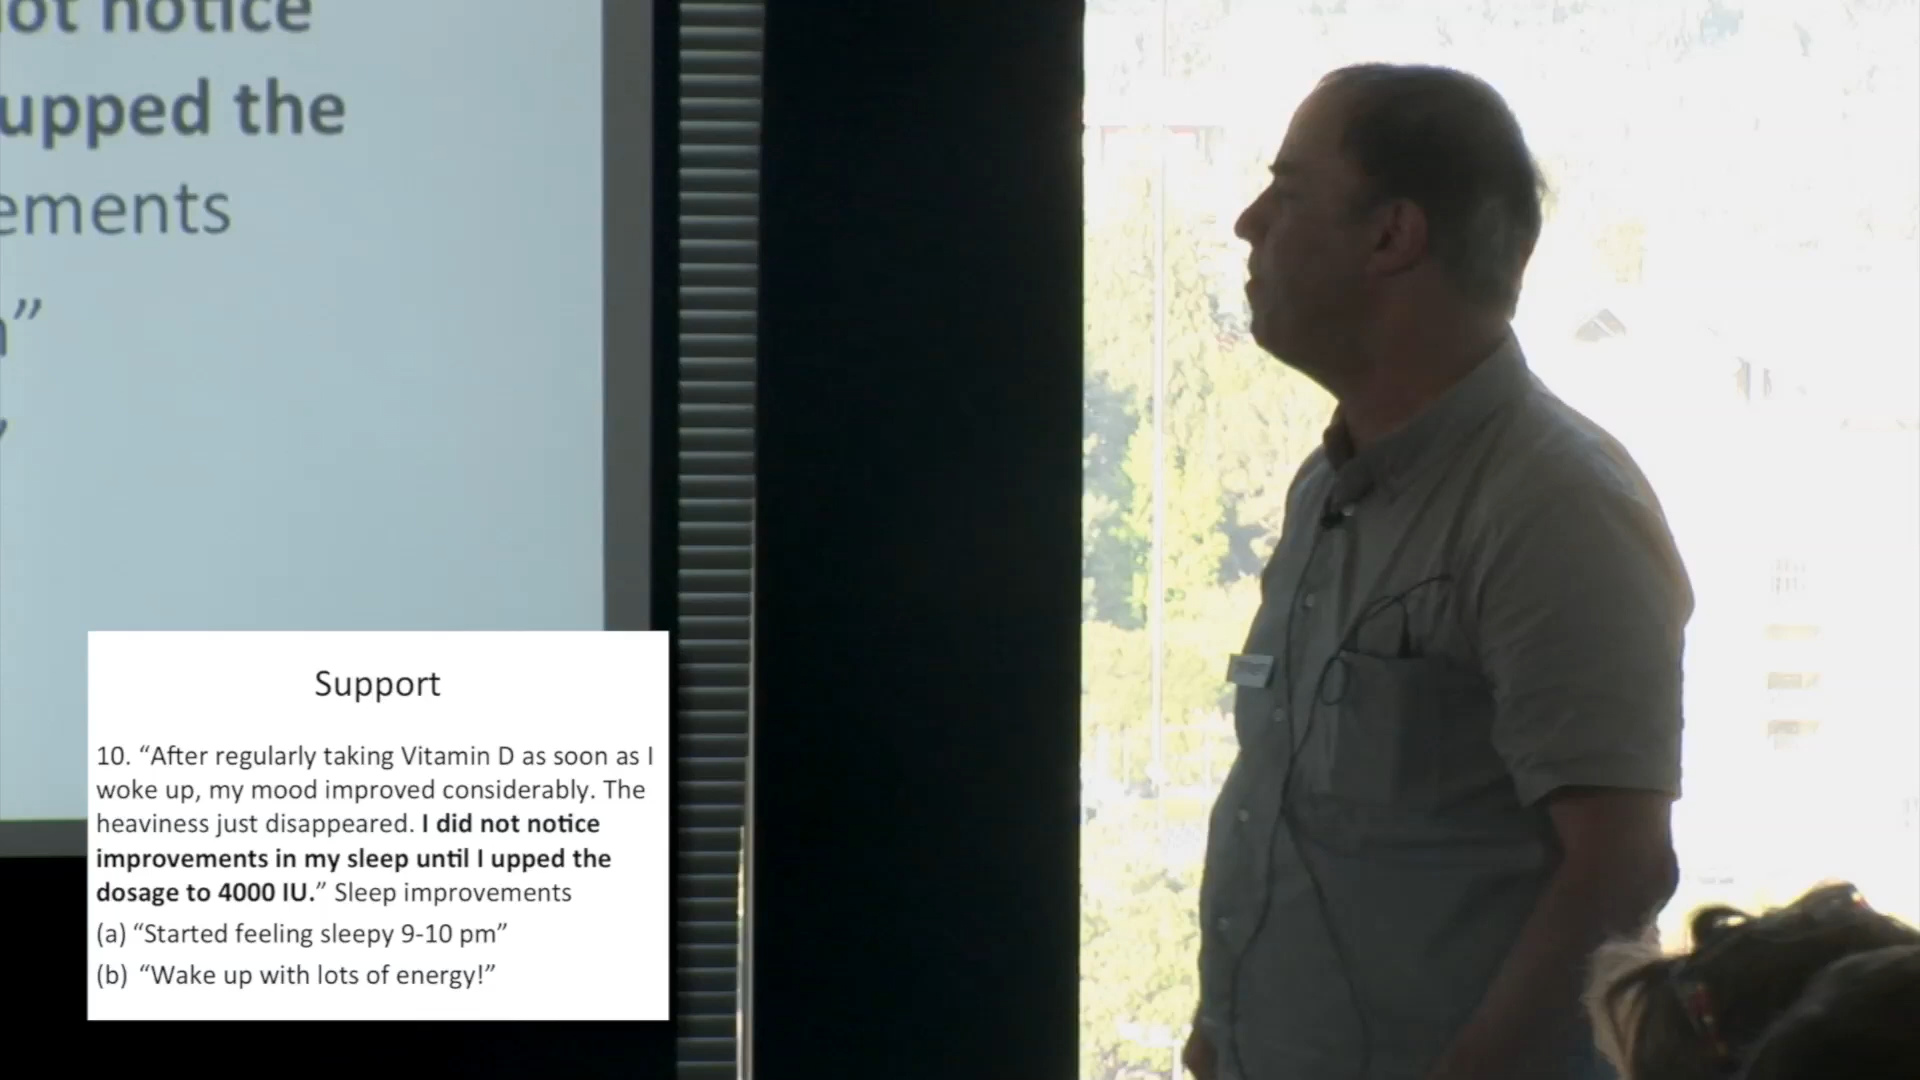 ot notice
upped the
ements
”
Support
10. “After regularly taking Vitamin D as soon as I
woke up, my mood improved considerably. The
heaviness just disappeared. I did not notice
improvements in my sleep until I upped the
dosage to 4000 IU.” Sleep improvements
(a) “Started feeling sleepy 9-10 pm”
(b) “Wake up with lots of energy!”